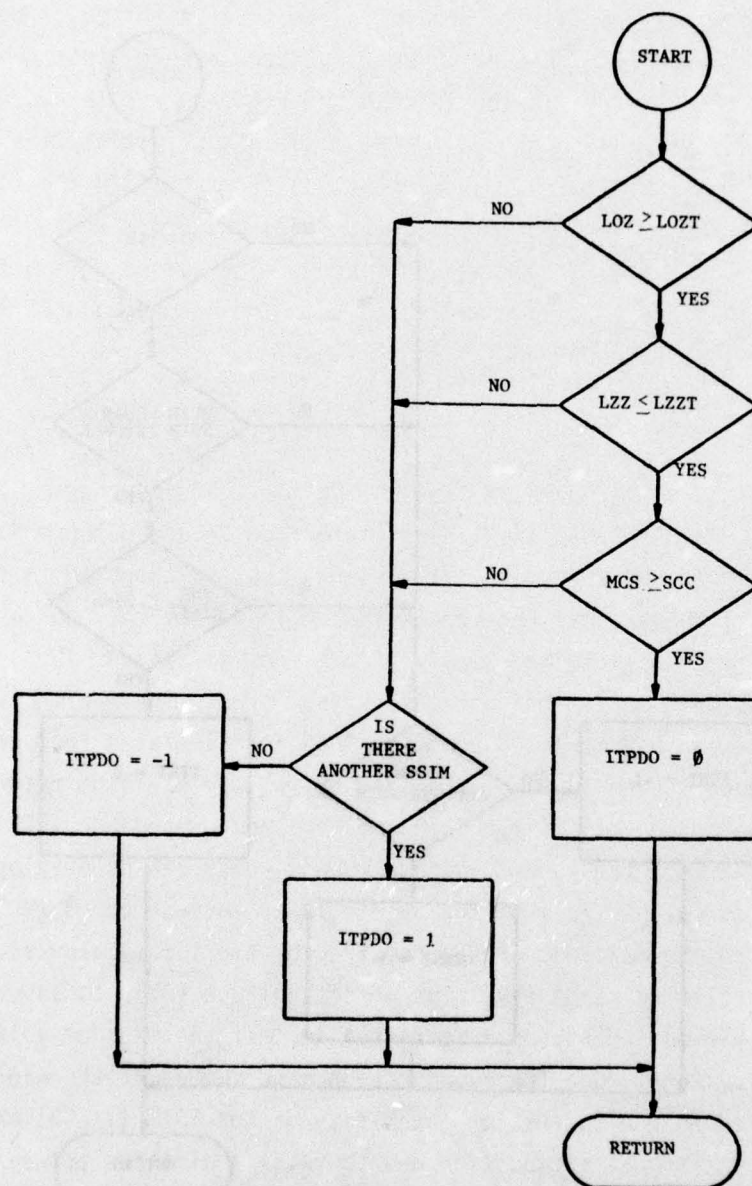 START
NO
LOZ ≥ LOZT
YES
NO
LZZ ≤ LZZT
YES
NO
MCS ≥ SCC
YES
ITPDO = -1
NO
IS
THERE
ANOTHER SSIM
ITPDO = Ø
YES
ITPDO = 1
RETURN